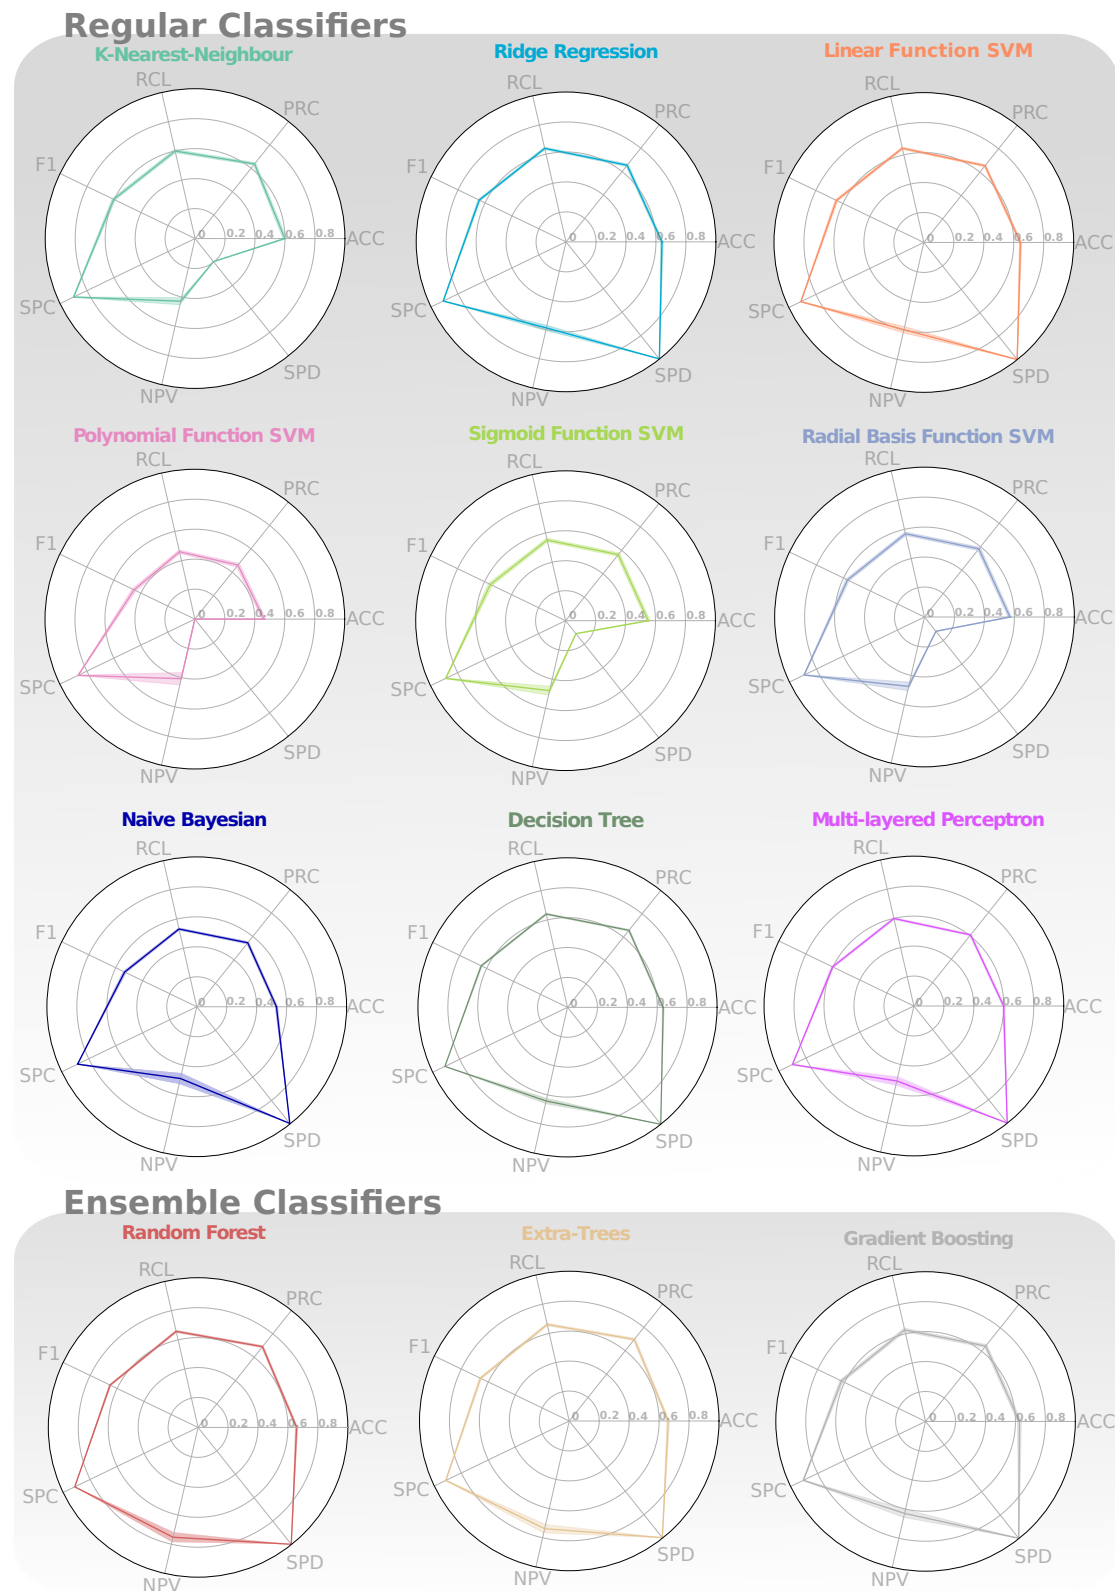 Regular Classifiers
K-Nearest-Neighbour
Ridge Regression
Linear Function SVM
RCL
PRC
F1
0 0.2 0.4 0.6 0.8
ACC
SPC
SPD
NPV
RCL
PRC
F1
0 0.2 0.4 0.6 0.8
ACC
SPC
SPD
NPV
RCL
PRC
F1
0 0.2 0.4 0.6 0.8
ACC
SPC
SPD
NPV
Polynomial Function SVM
Sigmoid Function SVM
Radial Basis Function SVM
RCL
PRC
F1
0 0.2 0.4 0.6 0.8
ACC
SPC
SPD
NPV
RCL
PRC
F1
0 0.2 0.4 0.6 0.8
ACC
SPC
SPD
NPV
RCL
PRC
F1
0 0.2 0.4 0.6 0.8
ACC
SPC
SPD
NPV
Naive Bayesian
Decision Tree
Multi-layered Perceptron
RCL
PRC
F1
0 0.2 0.4 0.6 0.8
ACC
SPC
SPD
NPV
RCL
PRC
F1
0 0.2 0.4 0.6 0.8
ACC
SPC
SPD
NPV
RCL
PRC
F1
0 0.2 0.4 0.6 0.8
ACC
SPC
SPD
NPV
Ensemble Classifiers
Random Forest
Extra-Trees
Gradient Boosting
RCL
PRC
F1
0 0.2 0.4 0.6 0.8
ACC
SPC
SPD
NPV
RCL
PRC
F1
0 0.2 0.4 0.6 0.8
ACC
SPC
SPD
NPV
RCL
PRC
F1
0 0.2 0.4 0.6 0.8
ACC
SPC
SPD
NPV